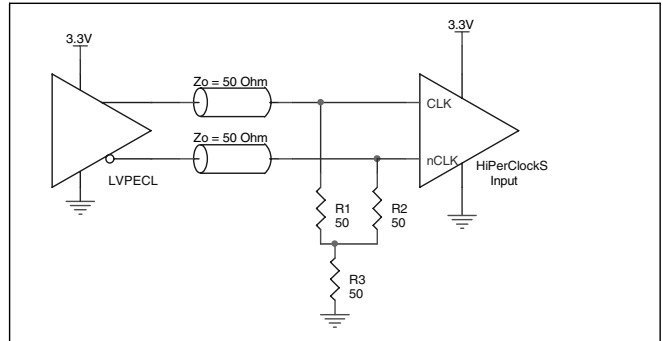 3.3V
3.3V
Zo = 50 Ohm
CLK
Zo = 50 Ohm
nCLK
LVPECL
HiPerClockS
Input
R1
50
R2
50
R3
50